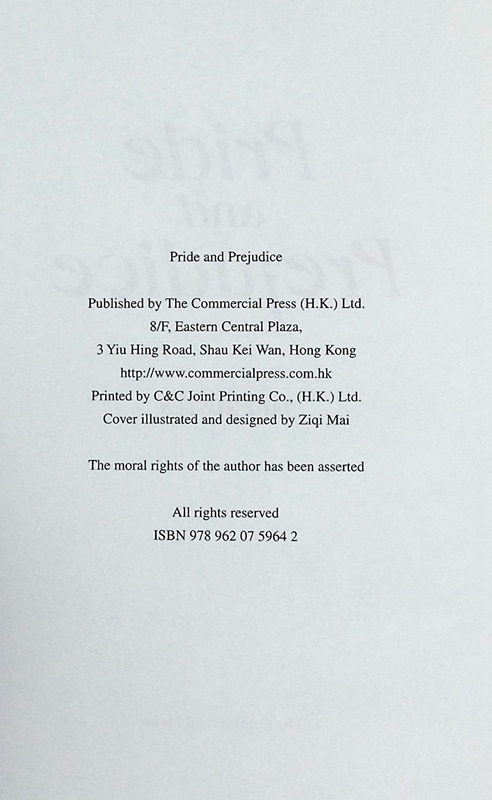 Pride
and
Prejudice
Pride and Prejudice
Published by The Commercial Press (H.K.) Ltd.
8/F, Eastern Central Plaza,
3 Yiu Hing Road, Shau Kei Wan, Hong Kong
http://www.commercialpress.com.hk
Printed by C&C Joint Printing Co., (H.K.) Ltd.
Cover illustrated and designed by Ziqi Mai
The moral rights of the author has been asserted
All rights reserved
ISBN 978 962 07 5964 2